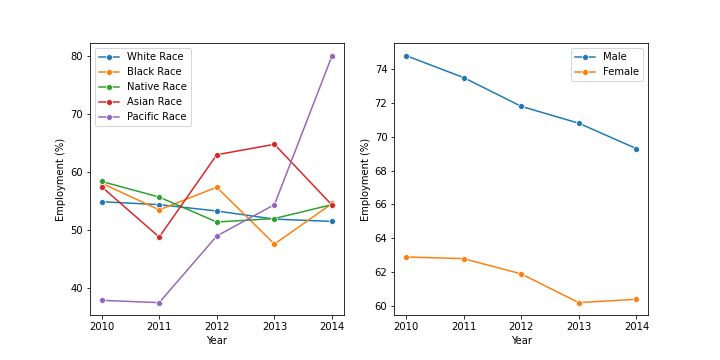 White Race
Black Race
Native Race
Asian Race
Pacific Race
80
70
60
50
40
Employment (%)
2010 2011 2012 2013 2014
Year
Male
Female
74
72
70
68
66
64
62
60
Employment (%)
2010 2011 2012 2013 2014
Year